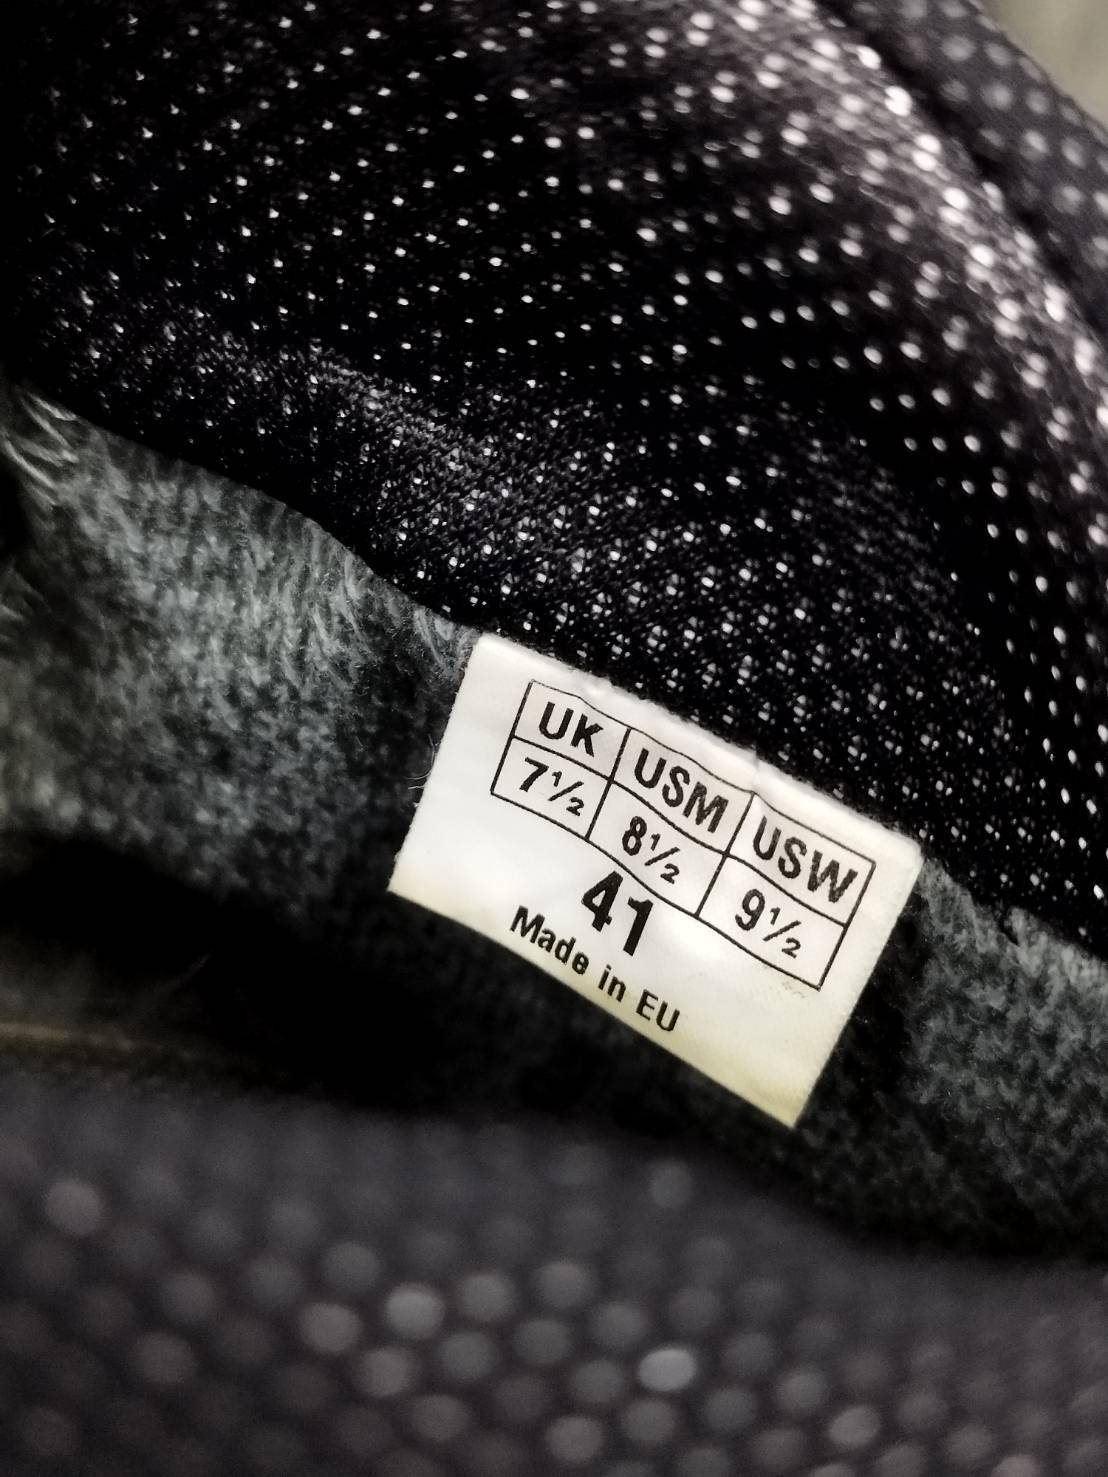 UK USM USW
7½ 8½ 9½
41
Made in EU